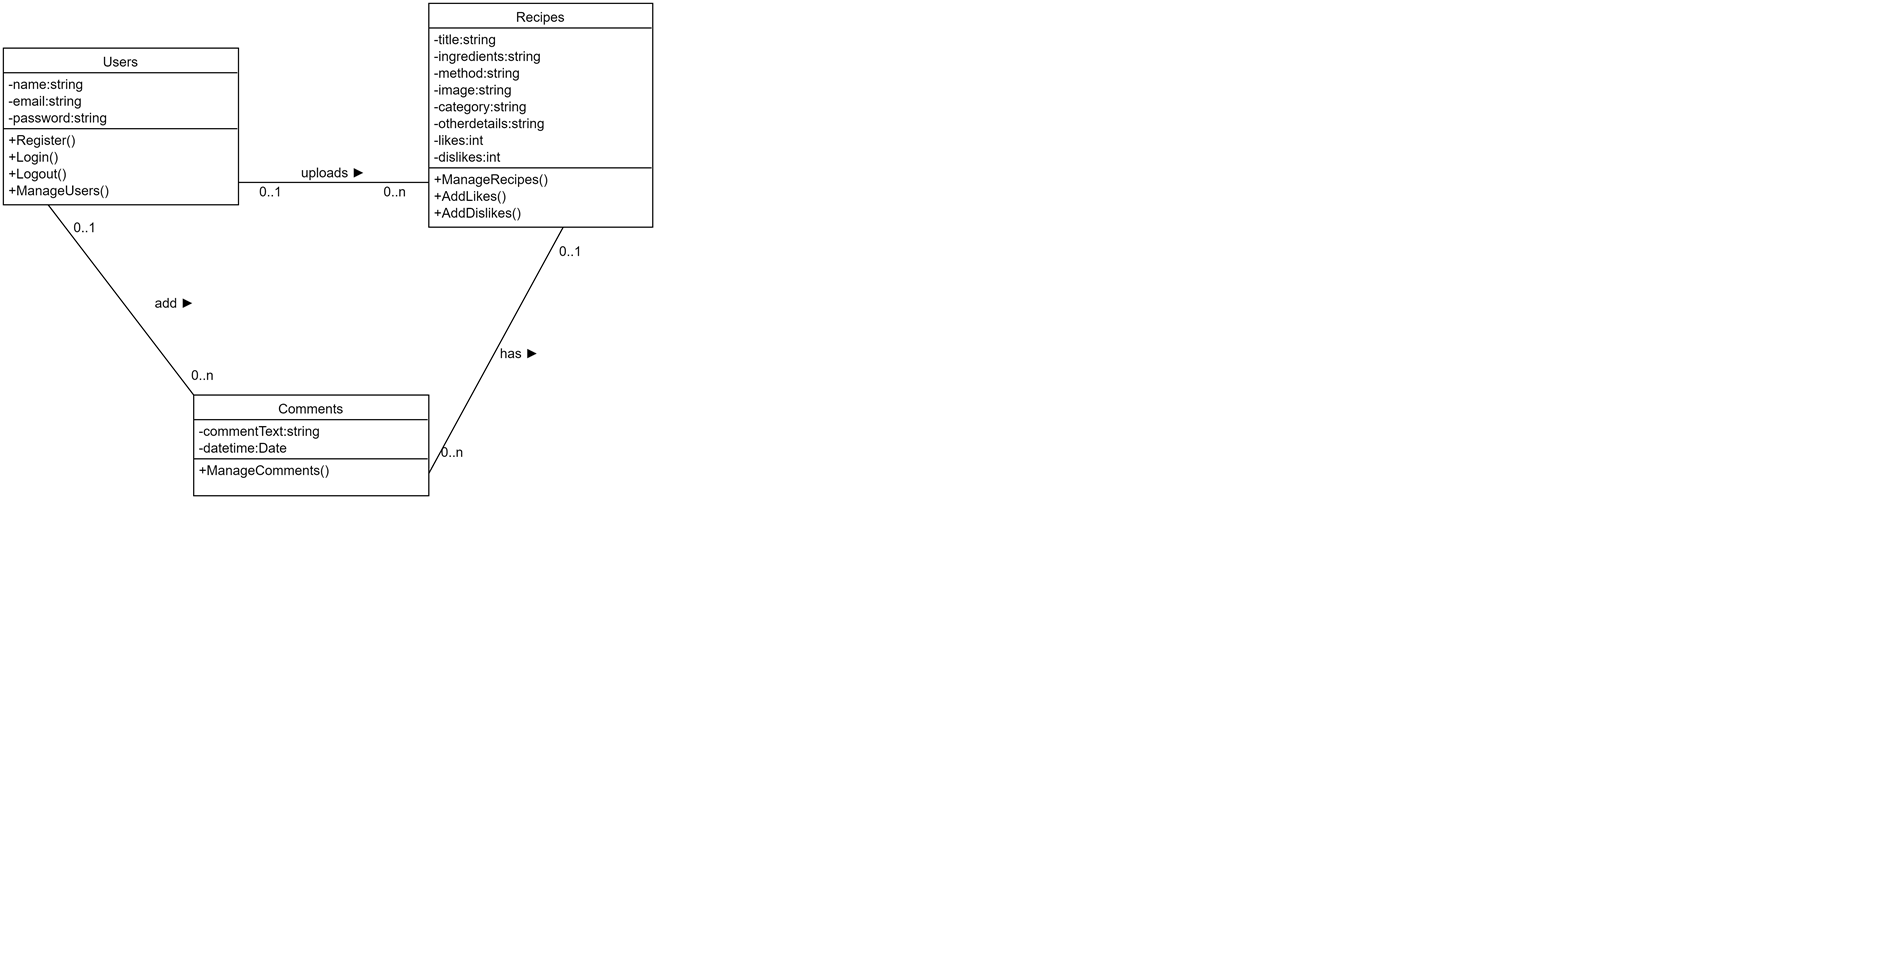 Users
-name:string
-email:string
-password:string
+Register()
+Login()
+Logout()
+ManageUsers()
Recipes
-title:string
-ingredients:string
-method:string
-image:string
-category:string
-otherdetails:string
-likes:int
-dislikes:int
+ManageRecipes()
+AddLikes()
+AddDislikes()
uploads ►
0..1
0..n
0..1
add ►
0..n
0..1
has ►
0..n
Comments
-commentText:string
-datetime:Date
+ManageComments()